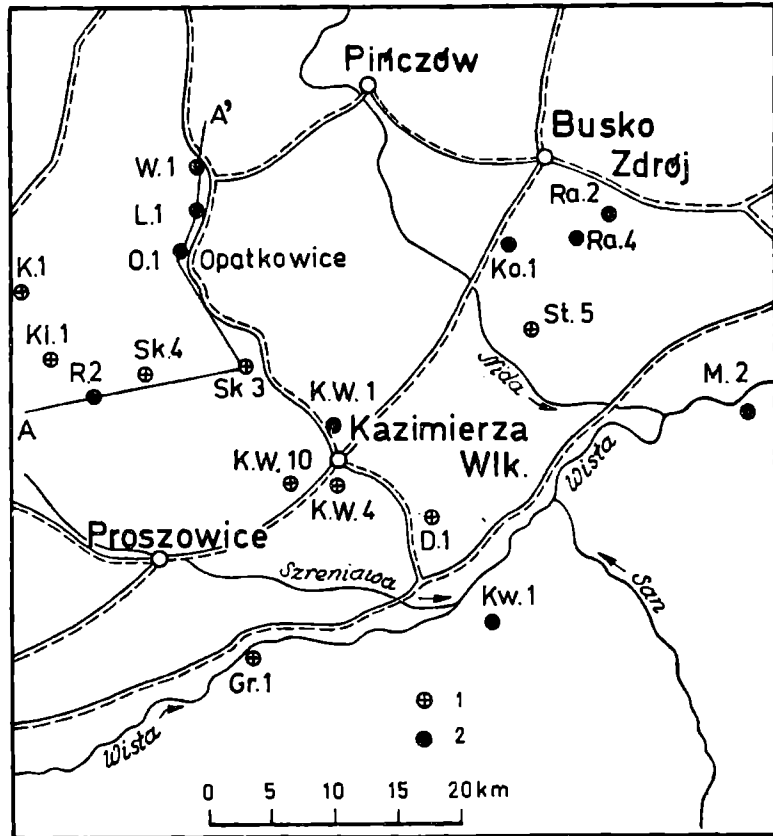 Pińczów
A'
Busko
Zdrój
W.1
Ra.2
L.1
Ra.4
O.1
Opatkowice
Ko.1
K.1
St.5
Ki.1
Sk.4
R.2
Sk 3
Nida
M. 2
A
K.W. 1
Kazimierza
Wlk.
K.W. 10
K.W. 4
Wisła
D.1
Proszowice
Szreniawa
San
Kw. 1
Gr.1
Wisła
1
2
0 5 10 15 20 km